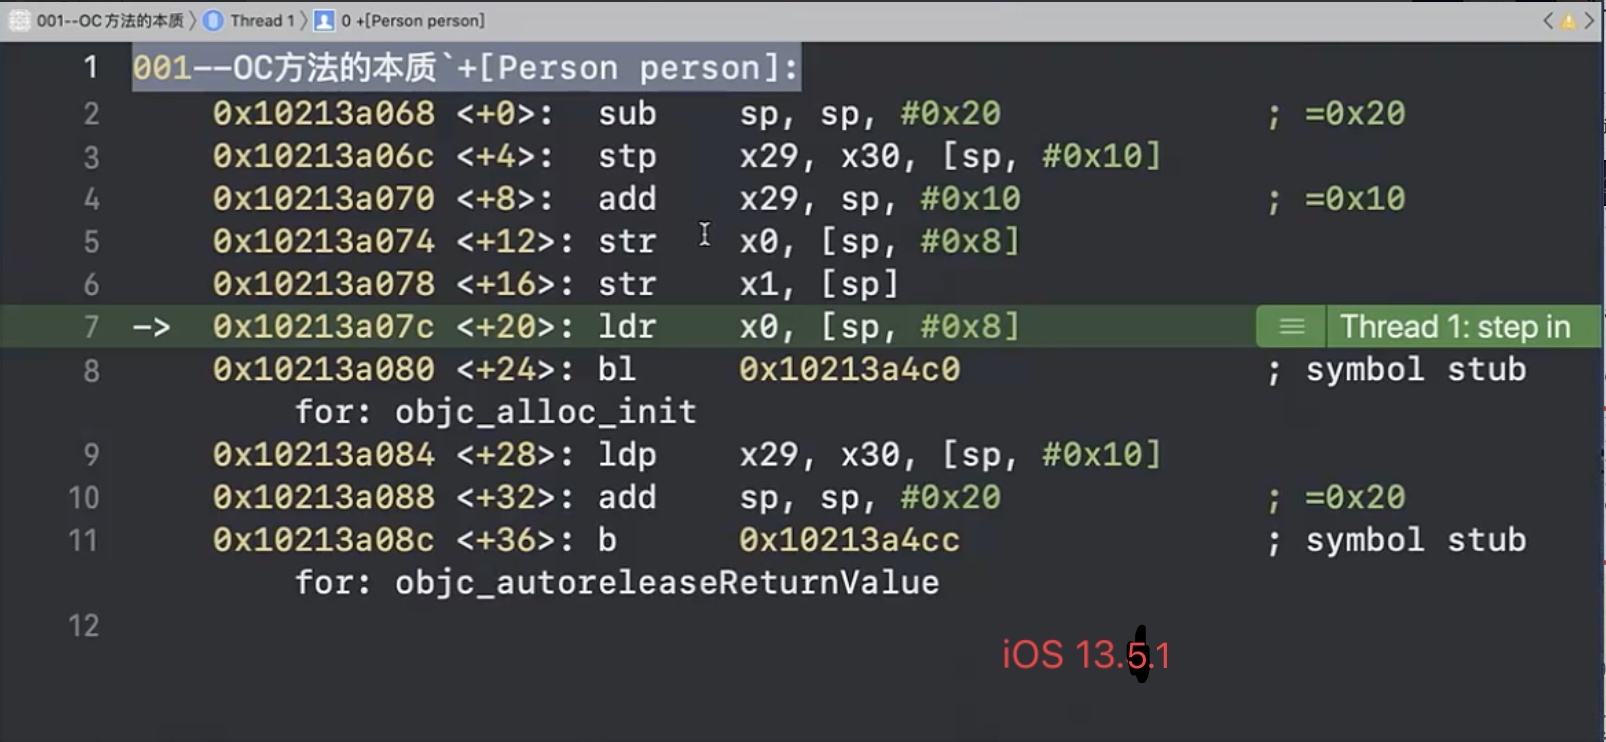 001--OC方法的本质 〉 Thread 1 〉 0 +[Person person]
1 001--OC方法的本质`+[Person person]:
2 0x10213a068 <+0>: sub sp, sp, #0x20 ; =0x20
3 0x10213a06c <+4>: stp x29, x30, [sp, #0x10]
4 0x10213a070 <+8>: add x29, sp, #0x10 ; =0x10
5 0x10213a074 <+12>: str x0, [sp, #0x8]
6 0x10213a078 <+16>: str x1, [sp]
7 -> 0x10213a07c <+20>: ldr x0, [sp, #0x8] Thread 1: step in
8 0x10213a080 <+24>: bl 0x10213a4c0 ; symbol stub
for: objc_alloc_init
9 0x10213a084 <+28>: ldp x29, x30, [sp, #0x10]
10 0x10213a088 <+32>: add sp, sp, #0x20 ; =0x20
11 0x10213a08c <+36>: b 0x10213a4cc ; symbol stub
for: objc_autoreleaseReturnValue
12
iOS 13.5.1